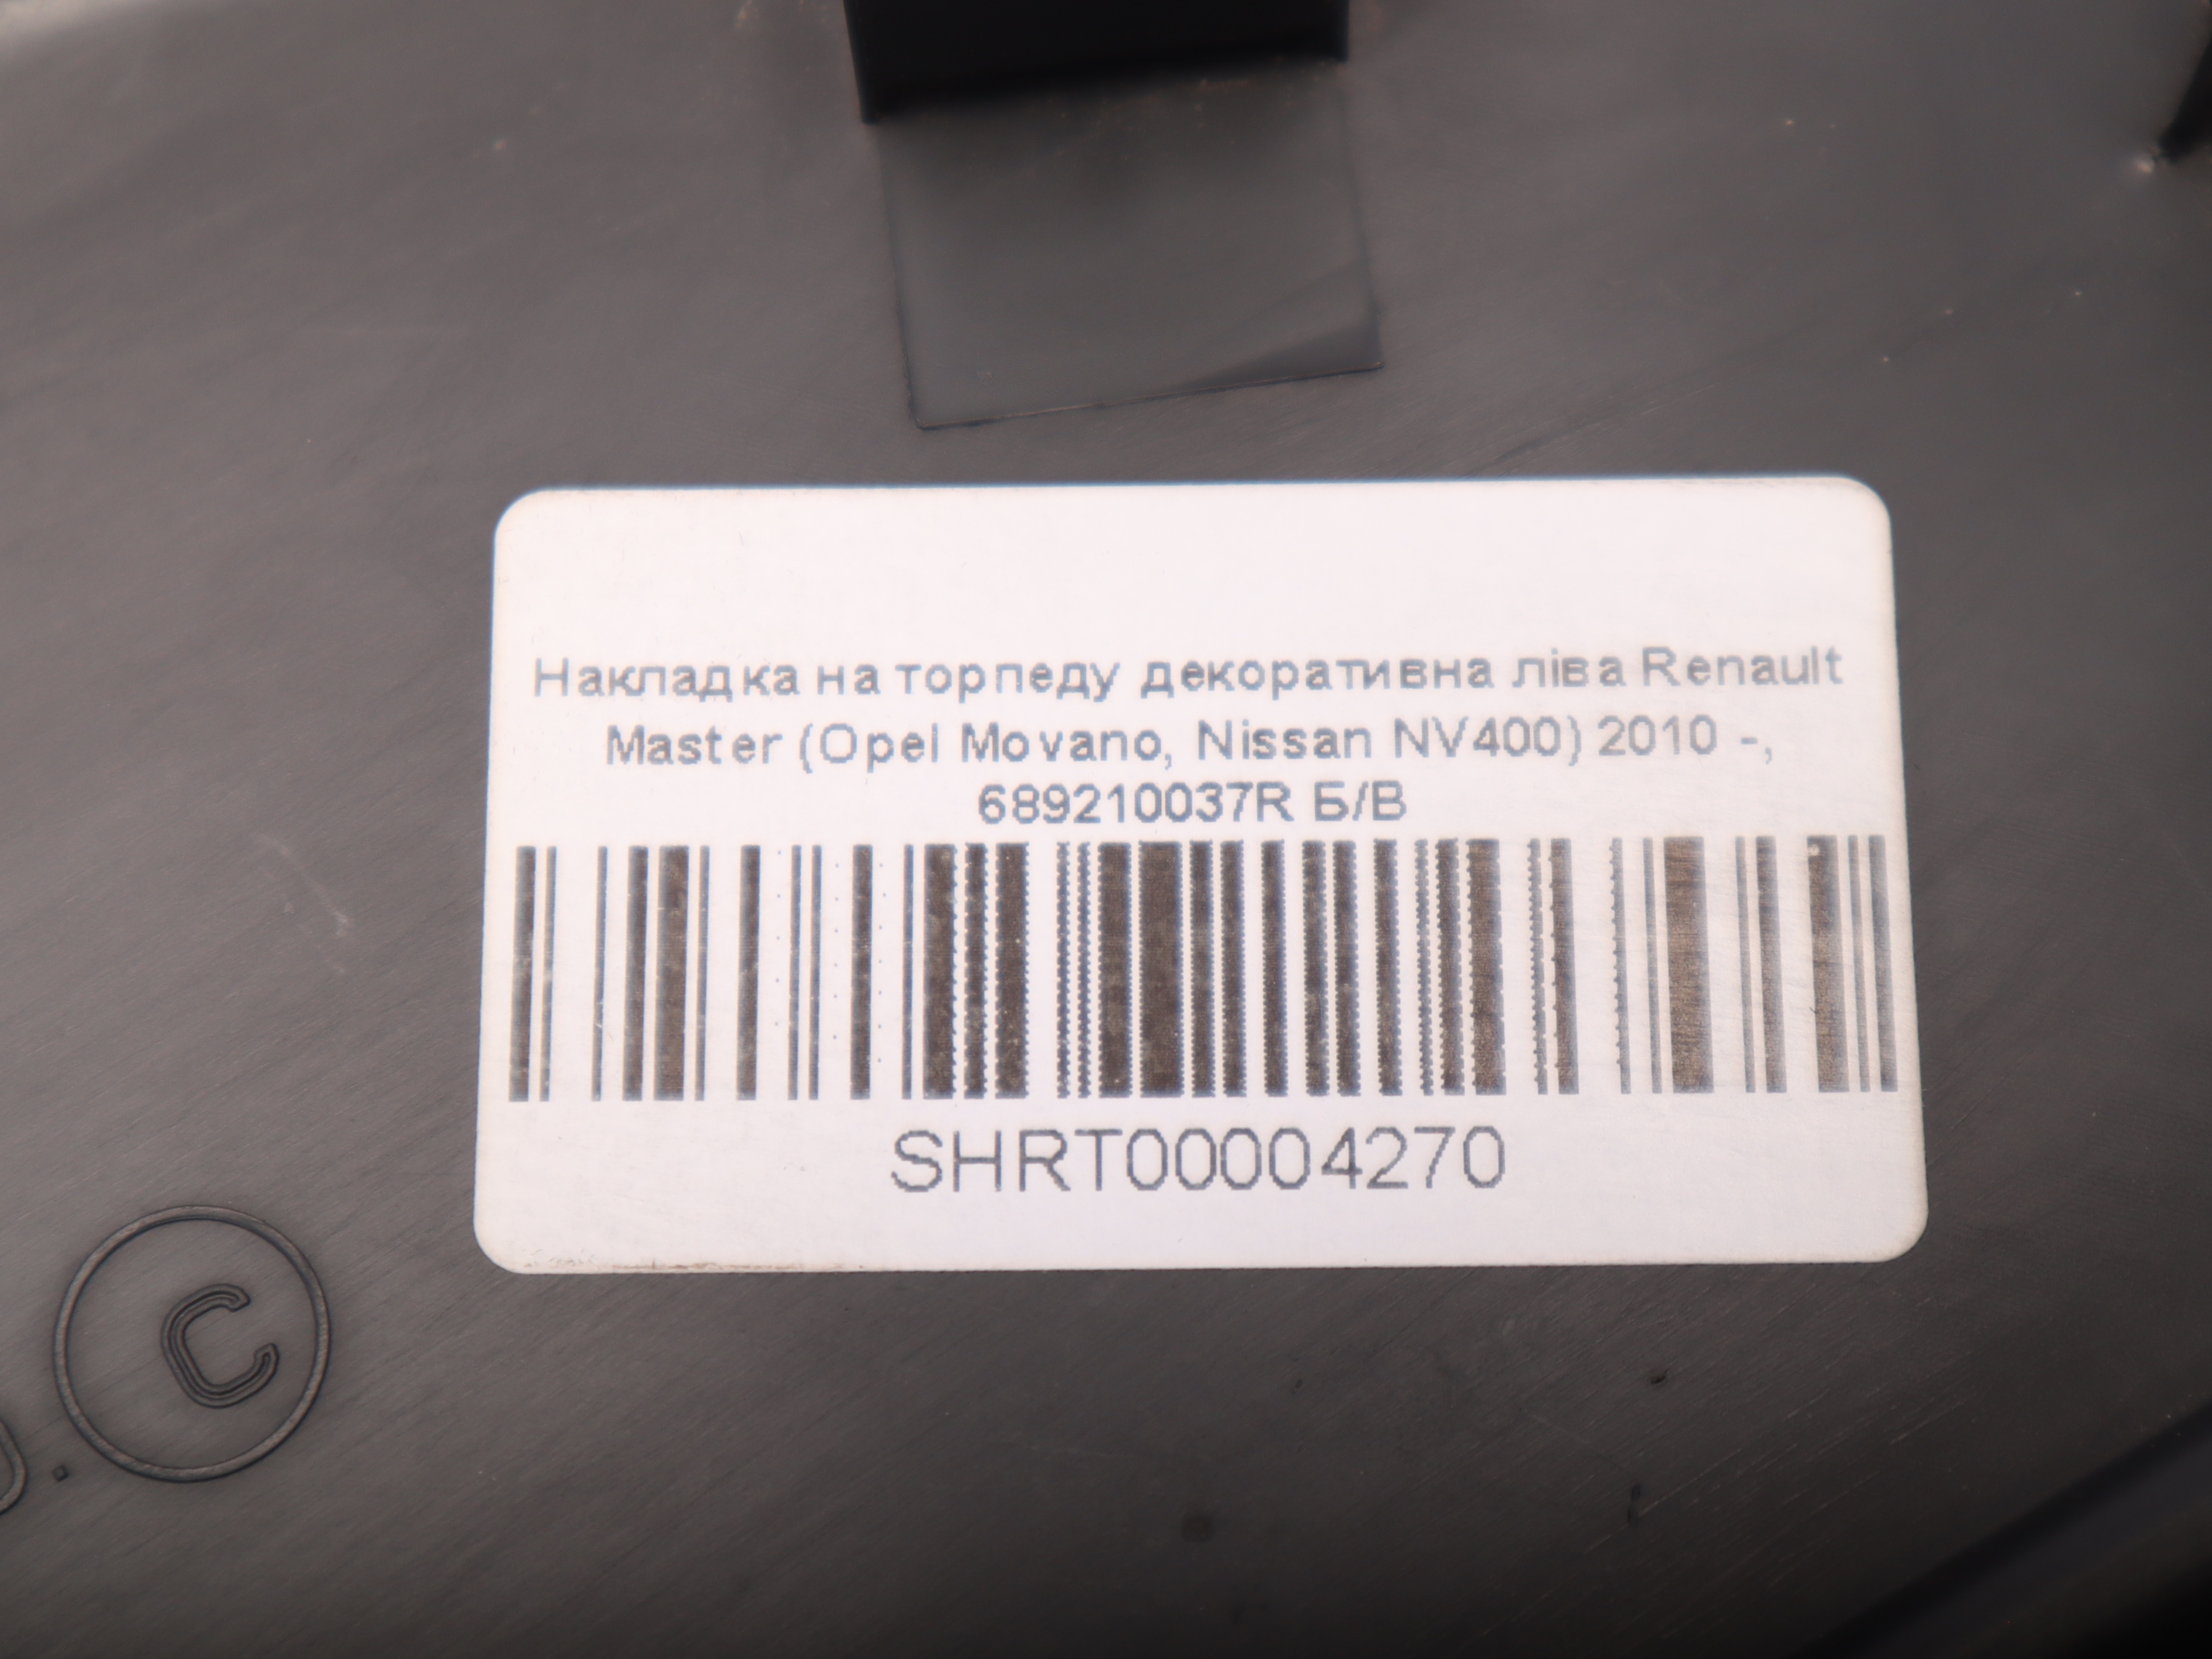 Накладка на торпеду декоративна ліва Renault
Master (Opel Movano, Nissan NV400) 2010 -,
689210037R Б/В
SHRT00004270
C